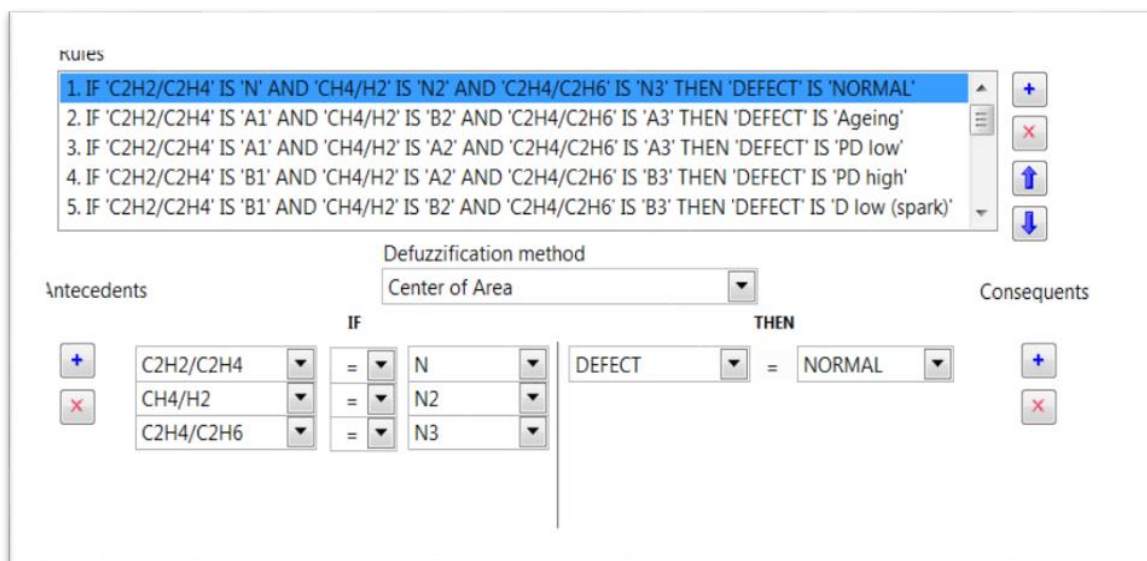 Rules
1. IF 'C2H2/C2H4' IS 'N' AND 'CH4/H2' IS 'N2' AND 'C2H4/C2H6' IS 'N3' THEN 'DEFECT' IS 'NORMAL'
2. IF 'C2H2/C2H4' IS 'A1' AND 'CH4/H2' IS 'B2' AND 'C2H4/C2H6' IS 'A3' THEN 'DEFECT' IS 'Ageing'
3. IF 'C2H2/C2H4' IS 'A1' AND 'CH4/H2' IS 'A2' AND 'C2H4/C2H6' IS 'A3' THEN 'DEFECT' IS 'PD low'
4. IF 'C2H2/C2H4' IS 'B1' AND 'CH4/H2' IS 'A2' AND 'C2H4/C2H6' IS 'B3' THEN 'DEFECT' IS 'PD high'
5. IF 'C2H2/C2H4' IS 'B1' AND 'CH4/H2' IS 'B2' AND 'C2H4/C2H6' IS 'B3' THEN 'DEFECT' IS 'D low (spark)'
Defuzzification method
Center of Area
Antecedents
Consequents
IF THEN
C2H2/C2H4 = N DEFECT = NORMAL
CH4/H2 = N2
C2H4/C2H6 = N3